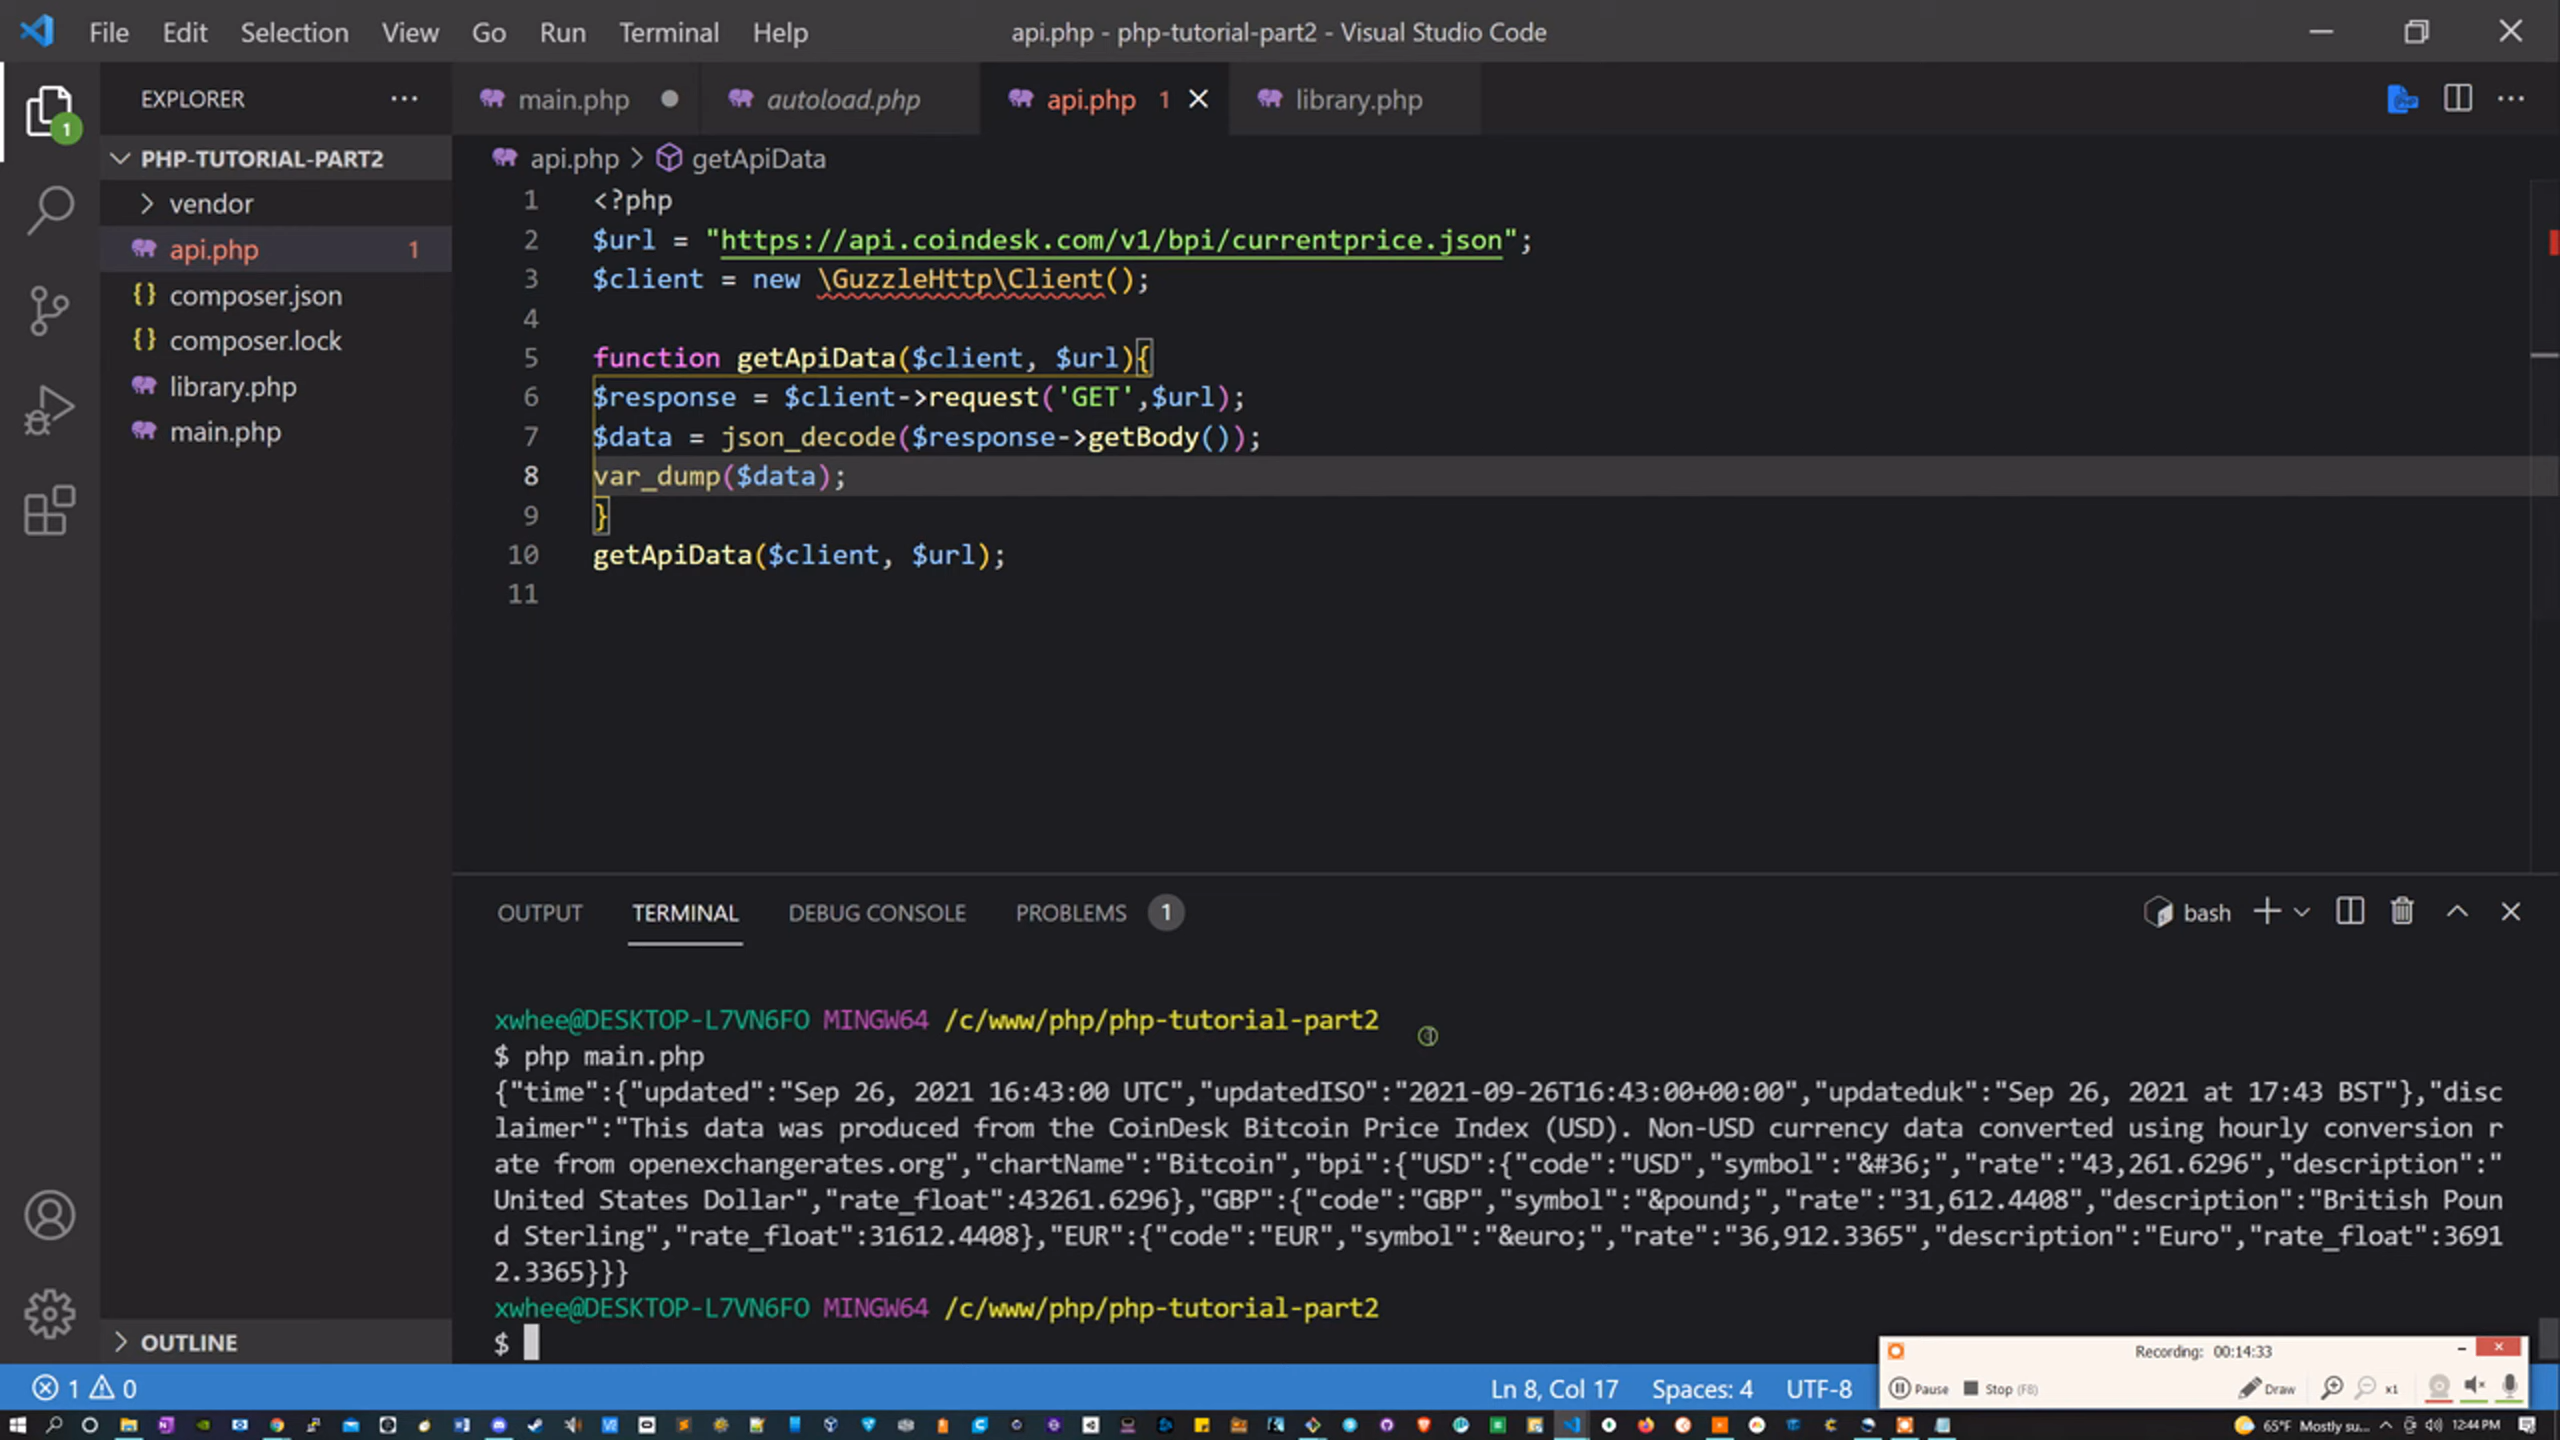 File Edit Selection View Go Run Terminal Help api.php - php-tutorial-part2 - Visual Studio Code
EXPLORER ...
main.php autoload.php api.php 1 library.php
1
PHP-TUTORIAL-PART2
vendor
api.php 1
composer.json
composer.lock
library.php
main.php
OUTLINE
api.php > getApiData
1 <?php
2 $url = "https://api.coindesk.com/v1/bpi/currentprice.json";
3 $client = new \GuzzleHttp\Client();
4
5 function getApiData($client, $url){
6 $response = $client->request('GET',$url);
7 $data = json_decode($response->getBody());
8 var_dump($data);
9 }
10 getApiData($client, $url);
11
OUTPUT TERMINAL DEBUG CONSOLE PROBLEMS 1 bash
xwhee@DESKTOP-L7VN6FO MINGW64 /c/www/php/php-tutorial-part2
$ php main.php
{"time":{"updated":"Sep 26, 2021 16:43:00 UTC","updatedISO":"2021-09-26T16:43:00+00:00","updateduk":"Sep 26, 2021 at 17:43 BST"},"disc
laimer":"This data was produced from the CoinDesk Bitcoin Price Index (USD). Non-USD currency data converted using hourly conversion r
ate from openexchangerates.org","chartName":"Bitcoin","bpi":{"USD":{"code":"USD","symbol":"&#36;","rate":"43,261.6296","description":"
United States Dollar","rate_float":43261.6296},"GBP":{"code":"GBP","symbol":"&pound;","rate":"31,612.4408","description":"British Poun
d Sterling","rate_float":31612.4408},"EUR":{"code":"EUR","symbol":"&euro;","rate":"36,912.3365","description":"Euro","rate_float":3691
2.3365}}}
xwhee@DESKTOP-L7VN6FO MINGW64 /c/www/php/php-tutorial-part2
$
Recording: 00:14:33
Pause Stop (F8) Draw x1
1 0 Ln 8, Col 17 Spaces: 4 UTF-8
65°F Mostly su... 12:44 PM